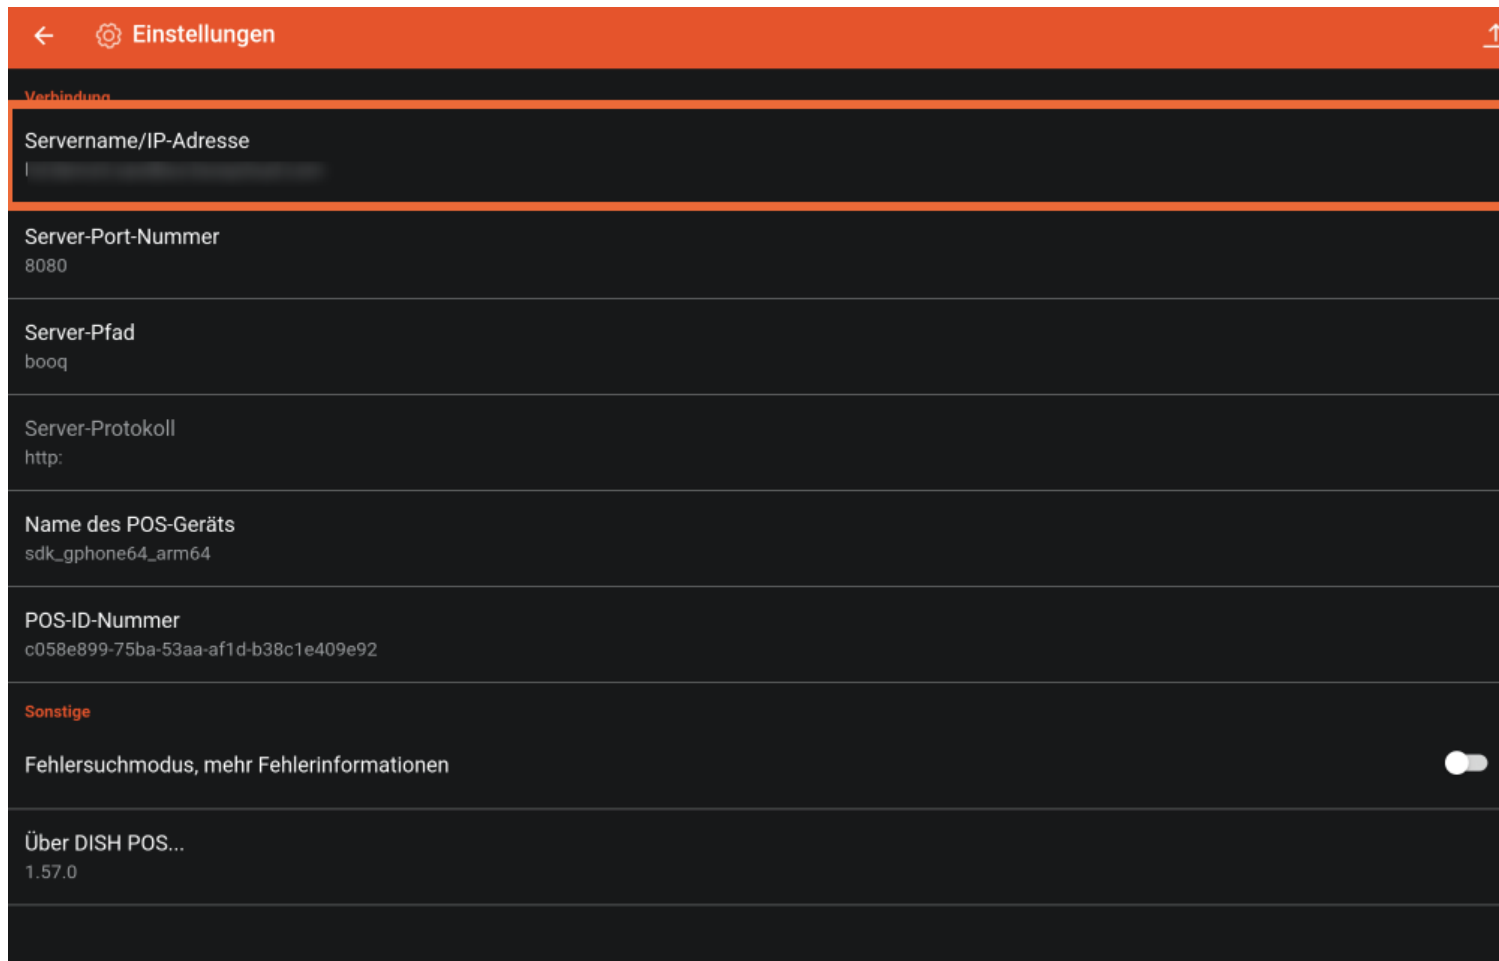 Einstellungen
Verbindung
Servername/IP-Adresse
Server-Port-Nummer
8080
Server-Pfad
booq
Server-Protokoll
http:
Name des POS-Geräts
sdk_gphone64_arm64
POS-ID-Nummer
c058e899-75ba-53aa-af1d-b38c1e409e92
Sonstige
Fehlersuchmodus, mehr Fehlerinformationen
Über DISH POS...
1.57.0